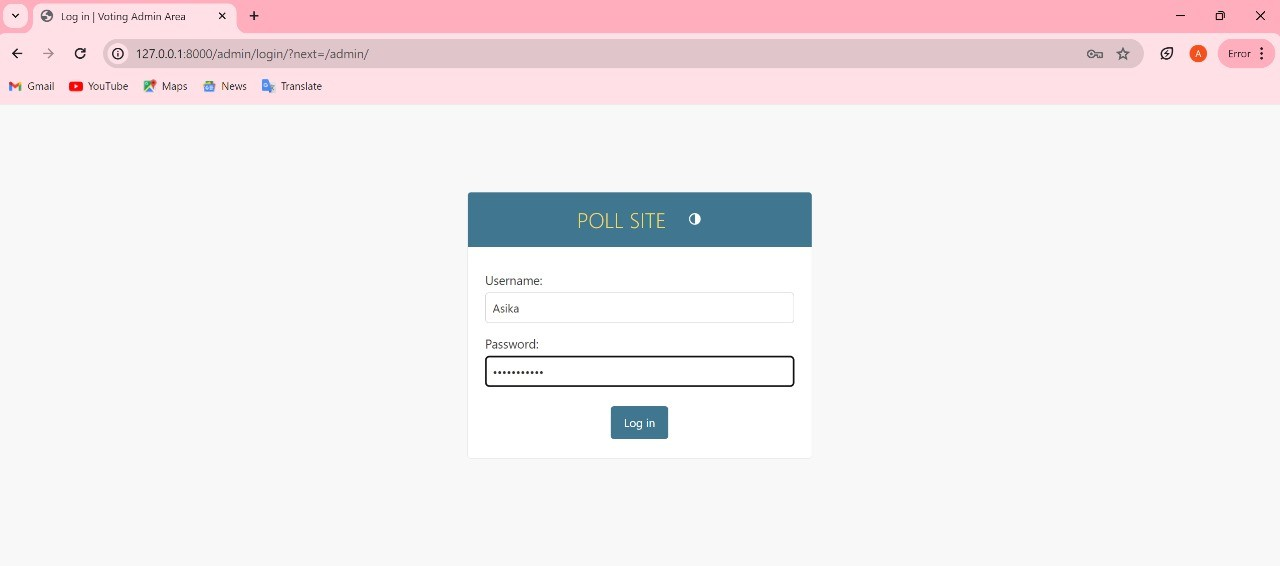 Log in | Voting Admin Area
127.0.0.1:8000/admin/login/?next=/admin/
A
Error
Gmail YouTube Maps News Translate
POLL SITE
Username:
Asika
Password:
•••••••••••
Log in